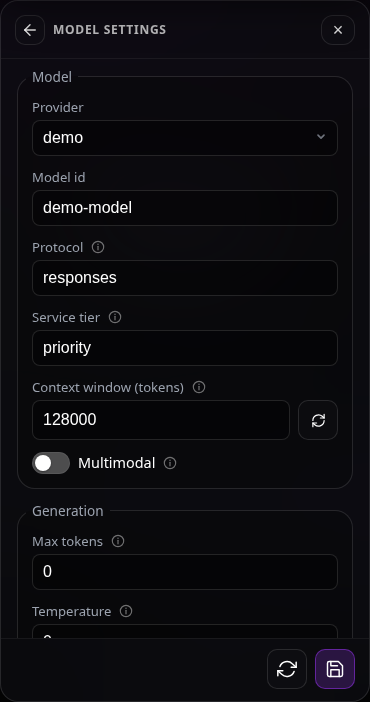 MODEL SETTINGS
Model
Provider
demo
Model id
demo-model
Protocol
responses
Service tier
priority
Context window (tokens)
128000
Multimodal
Generation
Max tokens
0
Temperature